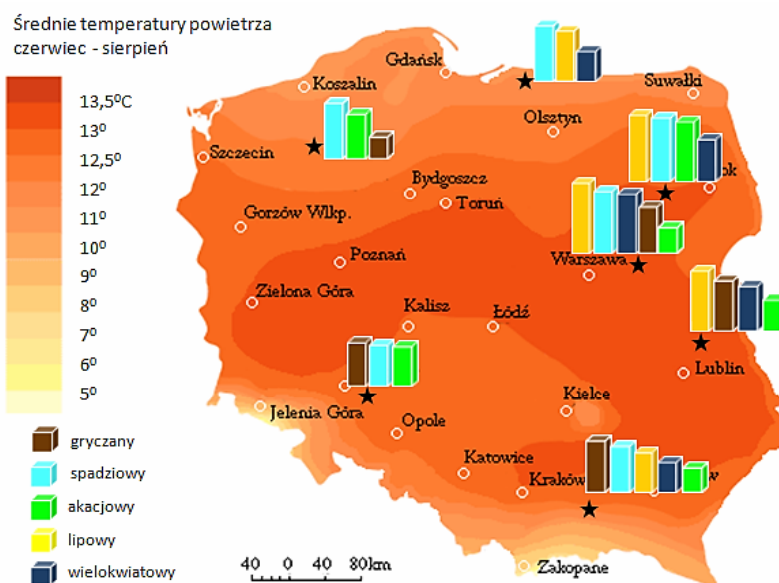 Średnie temperatury powietrza
czerwiec - sierpień
13,5⁰C
13⁰
12,5⁰
12⁰
11⁰
10⁰
9⁰
8⁰
7⁰
6⁰
5⁰
gryczany
spadziowy
akacjowy
lipowy
wielokwiatowy
Gdańsk
Koszalin
Suwałki
Olsztyn
Szczecin
ok
Bydgoszcz
Toruń
Gorzów Wlkp.
Poznań
Warszawa
Zielona Góra
Kalisz
Łódź
Lublin
Jelenia Góra
Opole
Kielce
Katowice
Kraków
w
Zakopane
40 0 40 80km